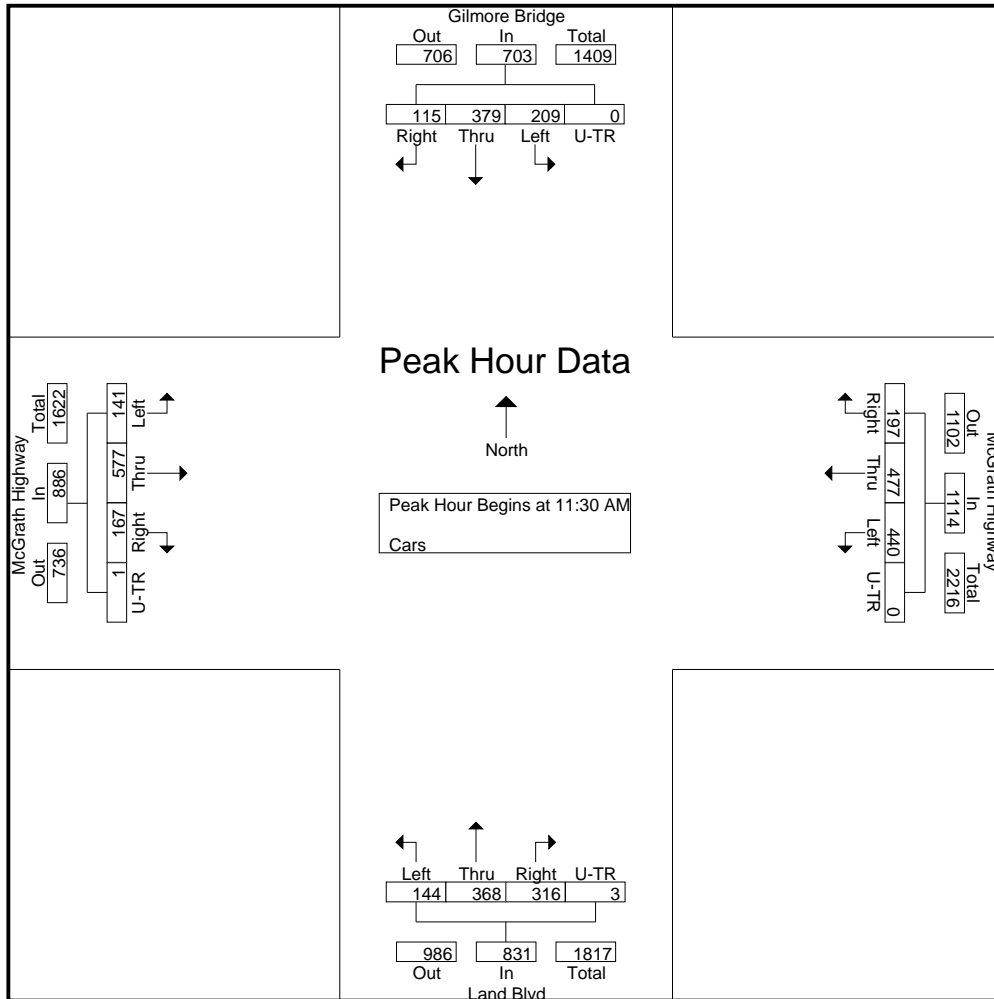 Gilmore Bridge
Out In Total
706 703 1409
115 379 209 0
Right Thru Left U-TR
Peak Hour Data
North
Peak Hour Begins at 11:30 AM
Cars
McGrath Highway
Total In Out
1622 886 736
141 577 167 1
Left Thru Right U-TR
McGrath Highway
Out In Total
1102 1114 2216
197 477 440 0
Right Thru Left U-TR
Left Thru Right U-TR
144 368 316 3
986 831 1817
Out In Total
Land Blvd